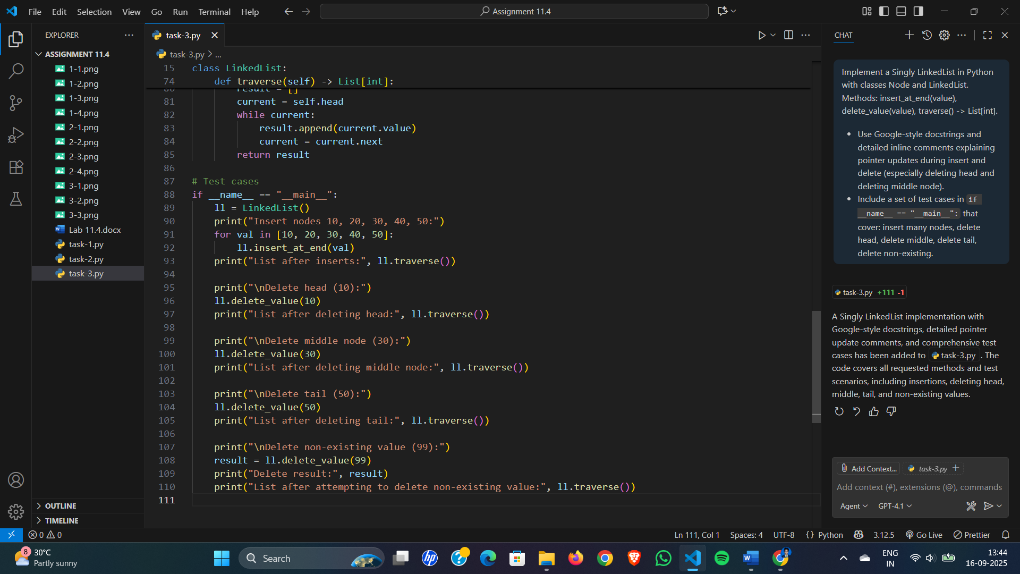 File Edit Selection View Go Run Terminal Help
Assignment 11.4
EXPLORER
ASSIGNMENT 11.4
1-1.png
1-2.png
1-3.png
1-4.png
2-1.png
2-2.png
2-3.png
2-4.png
3-1.png
3-2.png
3-3.png
Lab 11.4.docx
task-1.py
task-2.py
task-3.py
OUTLINE
TIMELINE
task-3.py
task-3.py > ...
15 class LinkedList:
74 def traverse(self) -> List[int]:
80 result = []
81 current = self.head
82 while current:
83 result.append(current.value)
84 current = current.next
85 return result
86
87 # Test cases
88 if __name__ == "__main__":
89 ll = LinkedList()
90 print("Insert nodes 10, 20, 30, 40, 50:")
91 for val in [10, 20, 30, 40, 50]:
92 ll.insert_at_end(val)
93 print("List after inserts:", ll.traverse())
94
95 print("\nDelete head (10):")
96 ll.delete_value(10)
97 print("List after deleting head:", ll.traverse())
98
99 print("\nDelete middle node (30):")
100 ll.delete_value(30)
101 print("List after deleting middle node:", ll.traverse())
102
103 print("\nDelete tail (50):")
104 ll.delete_value(50)
105 print("List after deleting tail:", ll.traverse())
106
107 print("\nDelete non-existing value (99):")
108 result = ll.delete_value(99)
109 print("Delete result:", result)
110 print("List after attempting to delete non-existing value:", ll.traverse())
111
CHAT
Implement a Singly LinkedList in Python
with classes Node and LinkedList.
Methods: insert_at_end(value),
delete_value(value), traverse() -> List[int].
• Use Google-style docstrings and
detailed inline comments explaining
pointer updates during insert and
delete (especially deleting head and
deleting middle node).
• Include a set of test cases in if
__name__ == "__main__": that
cover: insert many nodes, delete
head, delete middle, delete tail,
delete non-existing.
task-3.py +111 -1
A Singly LinkedList implementation with
Google-style docstrings, detailed pointer
update comments, and comprehensive test
cases has been added to task-3.py . The
code covers all requested methods and test
scenarios, including insertions, deleting head,
middle, tail, and non-existing values.
Add Context... task-3.py +
Add context (#), extensions (@), commands
Agent GPT-4.1
0 0 Ln 111, Col 1 Spaces: 4 UTF-8 {} Python 3.12.5 Go Live Prettier
8 30°C
Partly sunny
Search
hp
ENG
IN
13:44
16-09-2025